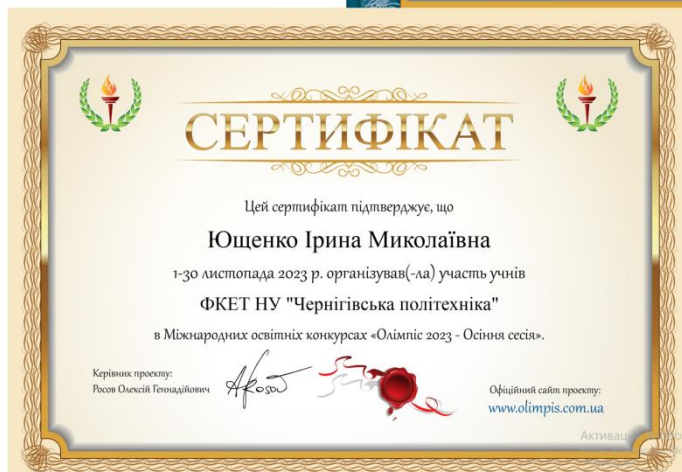 СЕРТИФІКАТ
Цей сертифікат підтверджує, що
Ющенко Ірина Миколаївна
1-30 листопада 2023 р. організував(-ла) участь учнів
ФКЕТ НУ "Чернігівська політехніка"
в Міжнародних освітніх конкурсах «Олімпіс 2023 - Осіння сесія».
Керівник проекту:
Росов Олексій Геннадійович
Офіційний сайт проекту:
www.olimpis.com.ua